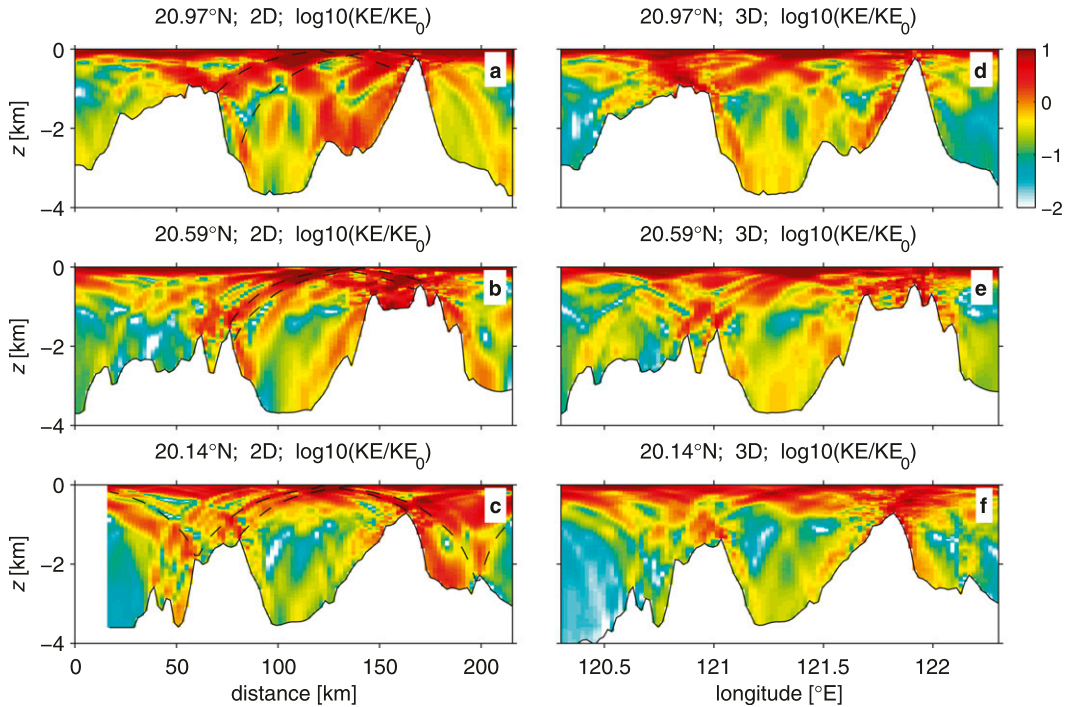 20.97°N; 2D; log10(KE/KE0)
20.97°N; 3D; log10(KE/KE0)
z [km]
0
−2
−4
a
d
1
0
−1
−2
20.59°N; 2D; log10(KE/KE0)
20.59°N; 3D; log10(KE/KE0)
z [km]
0
−2
−4
b
e
20.14°N; 2D; log10(KE/KE0)
20.14°N; 3D; log10(KE/KE0)
z [km]
0
−2
−4
c
f
0 50 100 150 200
120.5 121 121.5 122
distance [km]
longitude [°E]